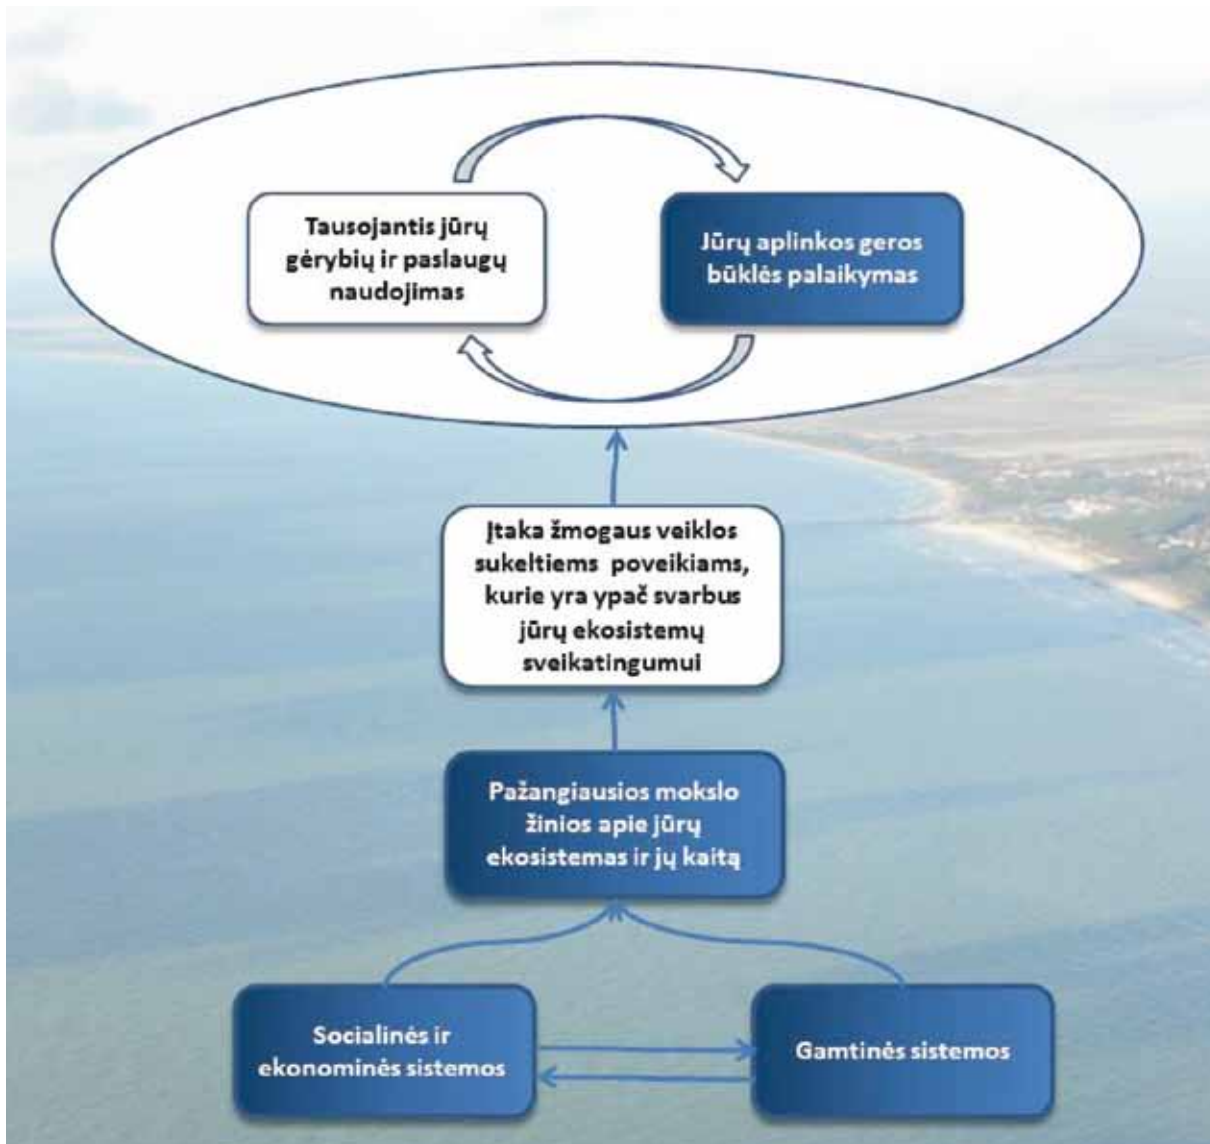 Tausojantis jūrų
gėrybių ir paslaugų
naudojimas
Jūrų aplinkos geros
būklės palaikymas
Įtaka žmogaus veiklos
sukeltiems poveikiams,
kurie yra ypač svarbus
jūrų ekosistemų
sveikatingumui
Pažangiausios mokslo
žinios apie jūrų
ekosistemas ir jų kaitą
Socialinės ir
ekonominės sistemos
Gamtinės sistemos